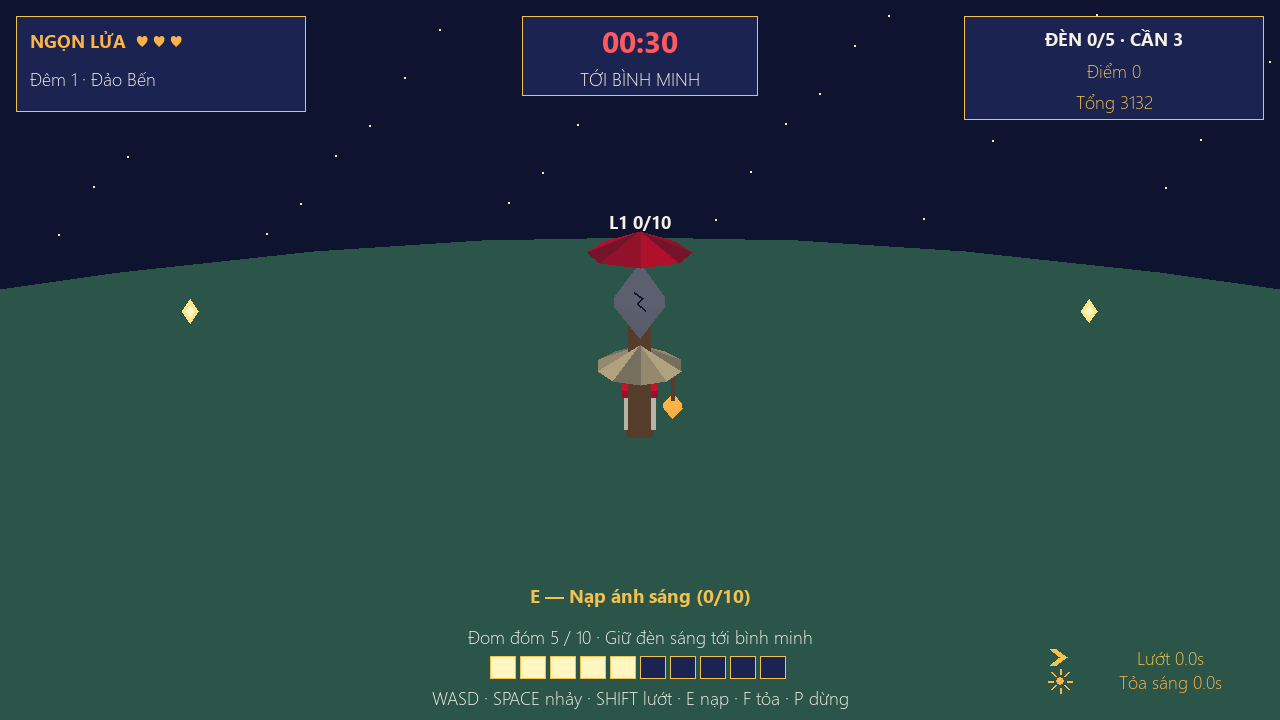 NGỌN LỬA ♥ ♥ ♥
Đêm 1 · Đảo Bến
00:30
TỚI BÌNH MINH
ĐÈN 0/5 · CẦN 3
Điểm 0
Tổng 3132
L1 0/10
E — Nạp ánh sáng (0/10)
Đom đóm 5 / 10 · Giữ đèn sáng tới bình minh
Lướt 0.0s
Tỏa sáng 0.0s
WASD · SPACE nhảy · SHIFT lướt · E nạp · F tỏa · P dừng